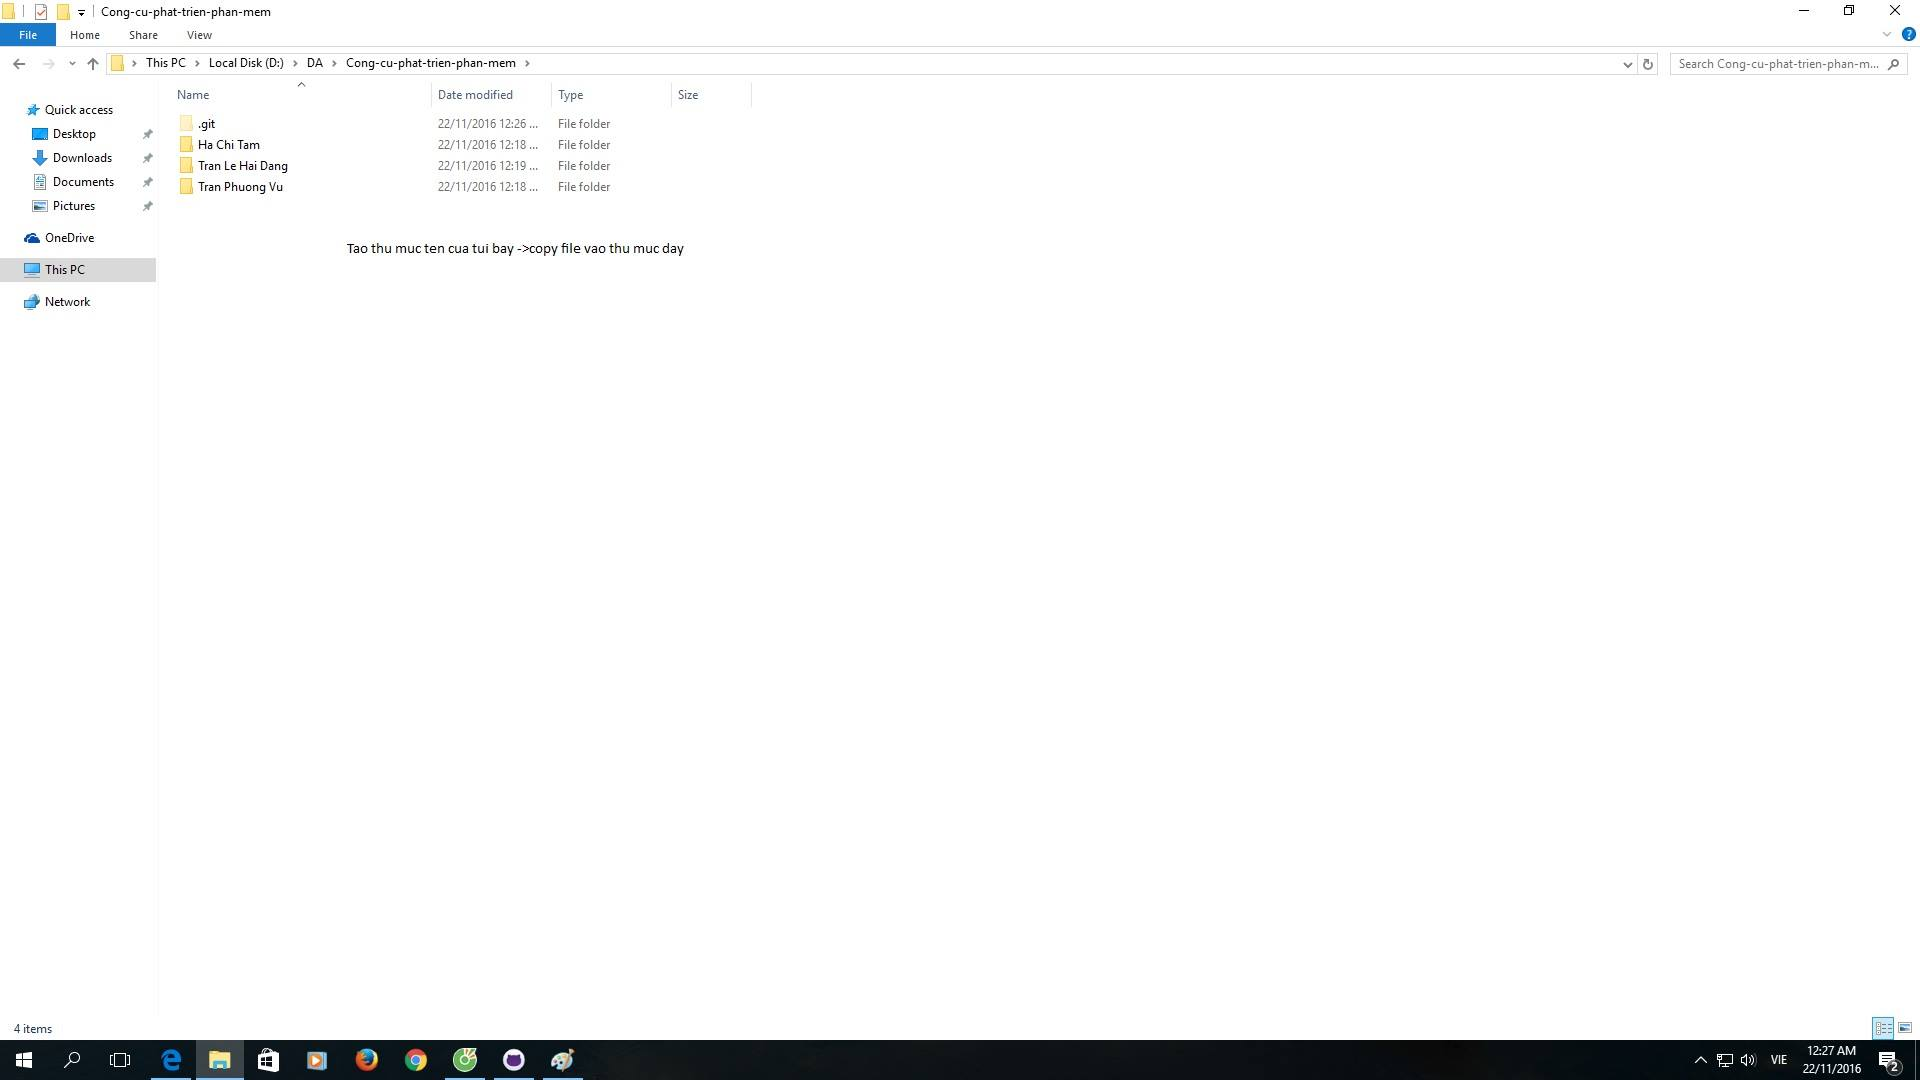 Cong-cu-phat-trien-phan-mem
File Home Share View
This PC Local Disk (D:) DA Cong-cu-phat-trien-phan-mem
Search Cong-cu-phat-trien-phan-m...
Name Date modified Type Size
Quick access
Desktop
Downloads
Documents
Pictures
OneDrive
This PC
Network
.git 22/11/2016 12:26 ... File folder
Ha Chi Tam 22/11/2016 12:18 ... File folder
Tran Le Hai Dang 22/11/2016 12:19 ... File folder
Tran Phuong Vu 22/11/2016 12:18 ... File folder
Tao thu muc ten cua tui bay ->copy file vao thu muc day
4 items
VIE
12:27 AM
22/11/2016
2